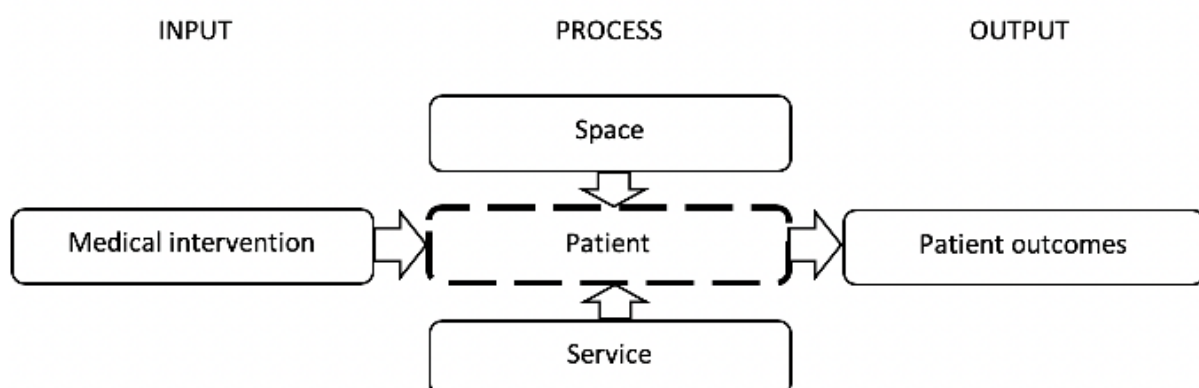 INPUT PROCESS OUTPUT
Space
Medical intervention Patient Patient outcomes
Service